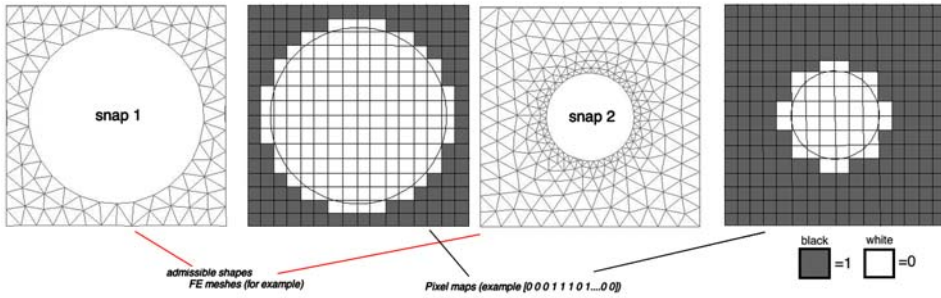 snap 1
snap 2
admissible shapes
FE meshes (for example)
Pixel maps (example [0 0 0 1 1 1 0 1....0 0])
black
=1
white
=0